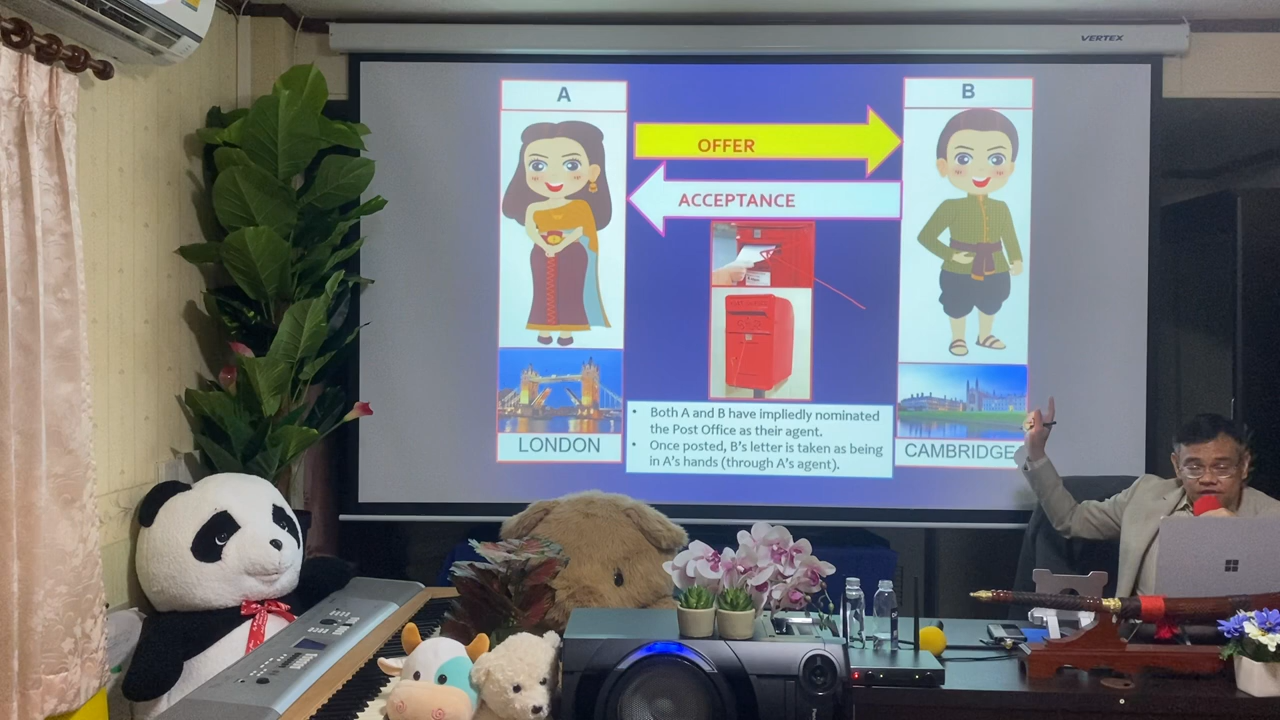 VERTEX
A
B
OFFER
ACCEPTANCE
• Both A and B have impliedly nominated
the Post Office as their agent.
• Once posted, B's letter is taken as being
in A's hands (through A's agent).
LONDON
CAMBRIDGE